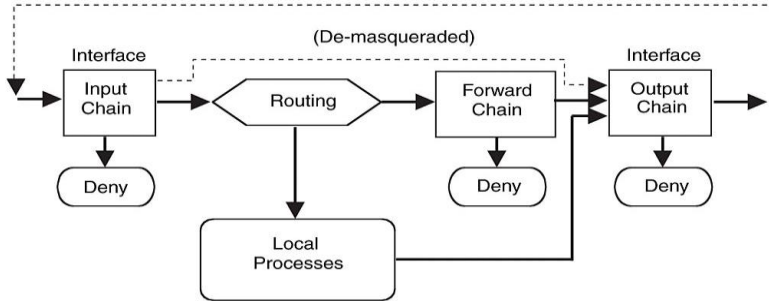 (De-masqueraded)
Interface
Interface
Input
Chain
Routing
Forward
Chain
Output
Chain
Deny
Deny
Deny
Local
Processes